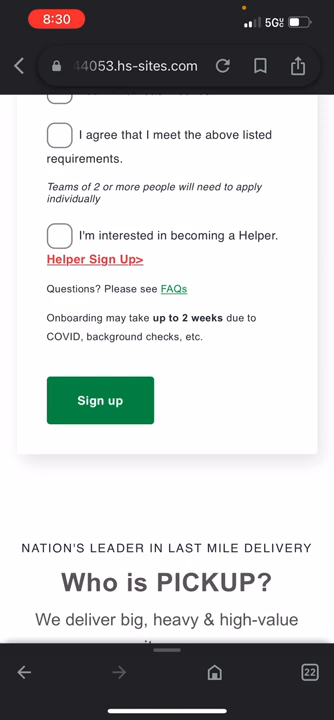 8:30
5G
44053.hs-sites.com
I agree that I meet the above listed
requirements.
Teams of 2 or more people will need to apply
individually
I'm interested in becoming a Helper.
Helper Sign Up>
Questions? Please see FAQs
Onboarding may take up to 2 weeks due to
COVID, background checks, etc.
Sign up
NATION'S LEADER IN LAST MILE DELIVERY
Who is PICKUP?
We deliver big, heavy & high-value
22